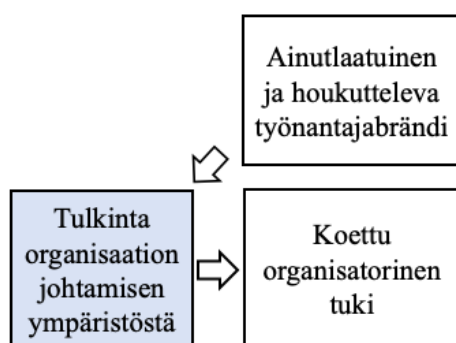 Ainutlaatuinen
ja houkutteleva
työnantajabrändi
Tulkinta
organisaation
johtamisen
ympäristöstä
Koettu
organisatorinen
tuki